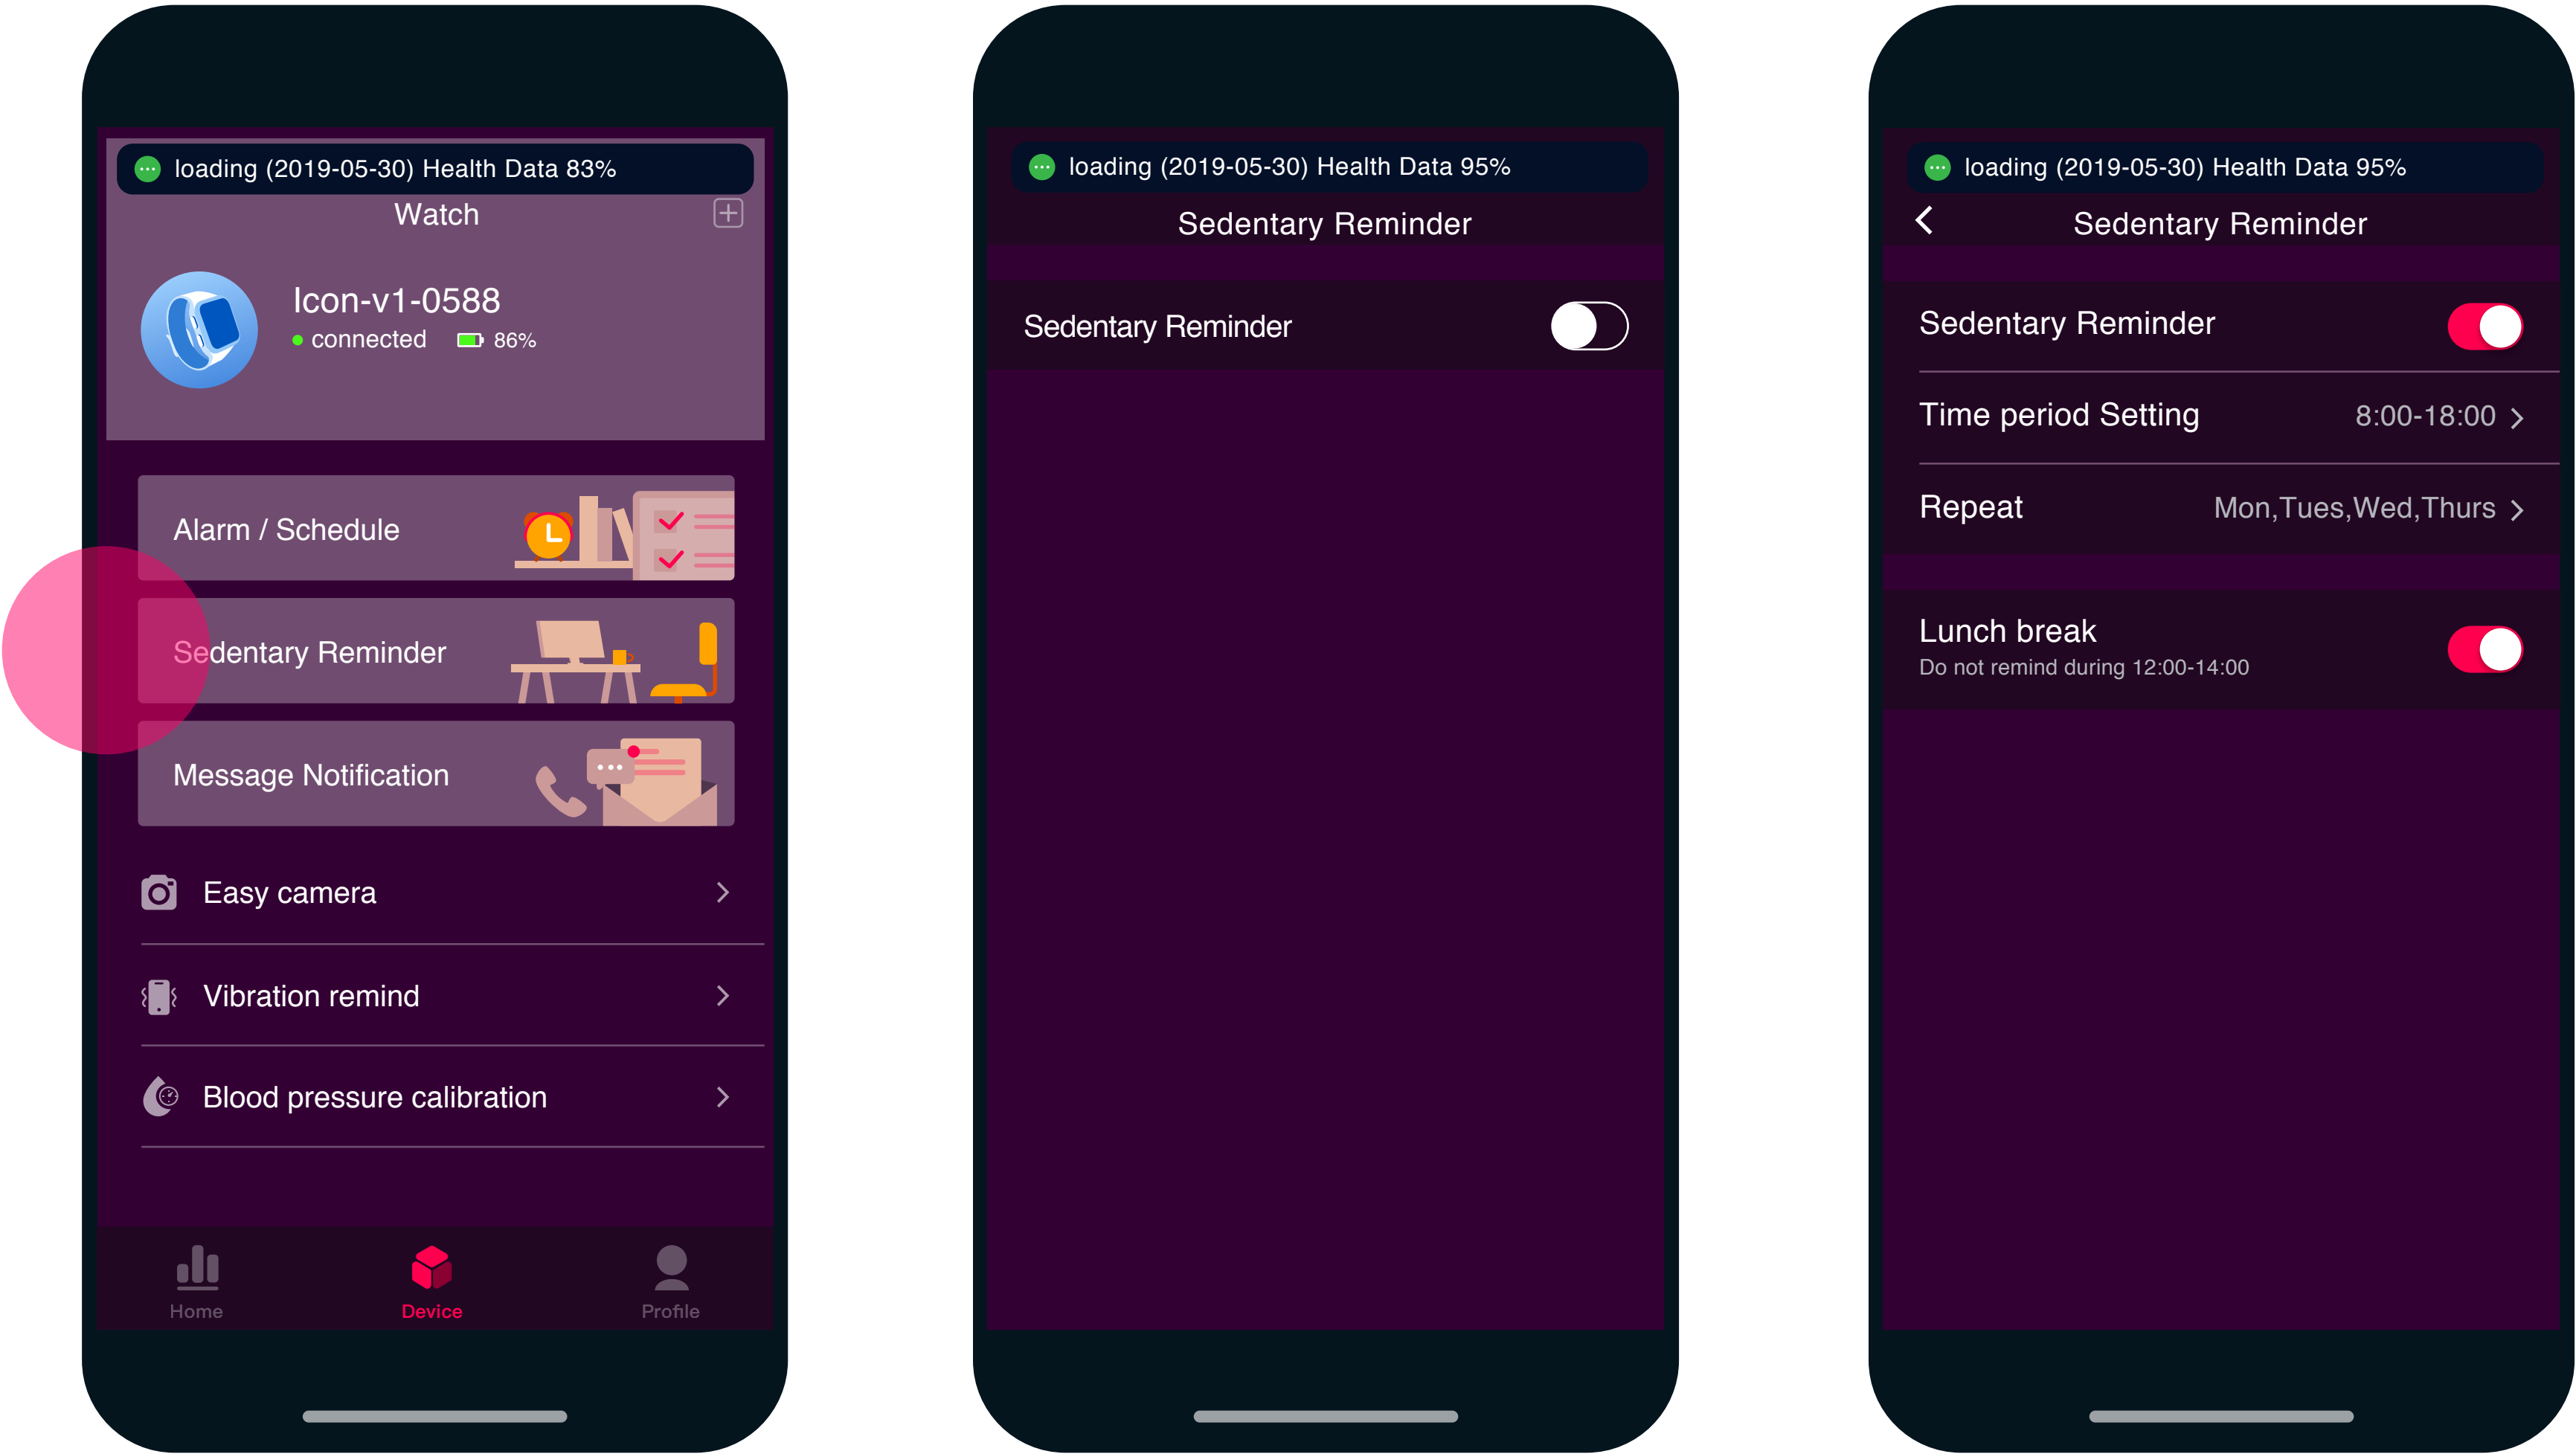 loading (2019-05-30) Health Data 83%
Watch
Icon-v1-0588
connected 86%
Alarm / Schedule
Sedentary Reminder
Message Notification
Easy camera
Vibration remind
Blood pressure calibration
Home Device Profile
loading (2019-05-30) Health Data 95%
Sedentary Reminder
Sedentary Reminder
loading (2019-05-30) Health Data 95%
Sedentary Reminder
Sedentary Reminder
Time period Setting 8:00-18:00
Repeat Mon,Tues,Wed,Thurs
Lunch break
Do not remind during 12:00-14:00